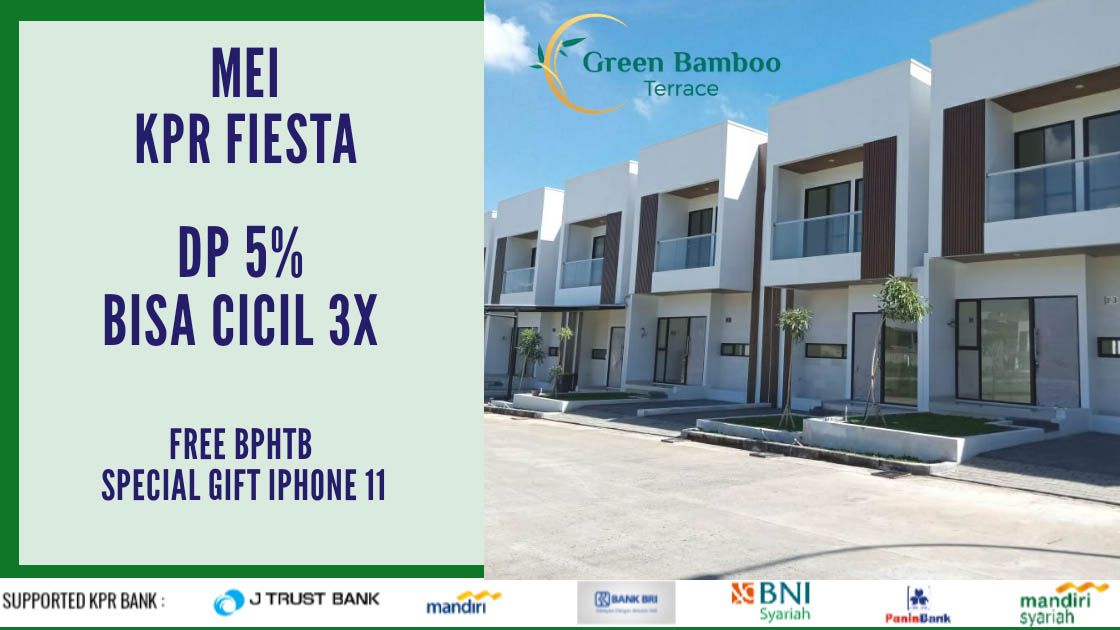 MEI
KPR FIESTA
DP 5%
BISA CICIL 3X
FREE BPHTB
SPECIAL GIFT IPHONE 11
Green Bamboo
Terrace
SUPPORTED KPR BANK :
J TRUST BANK
mandiri
BANK BRI
BNI
Syariah
PaninBank
mandiri
syariah